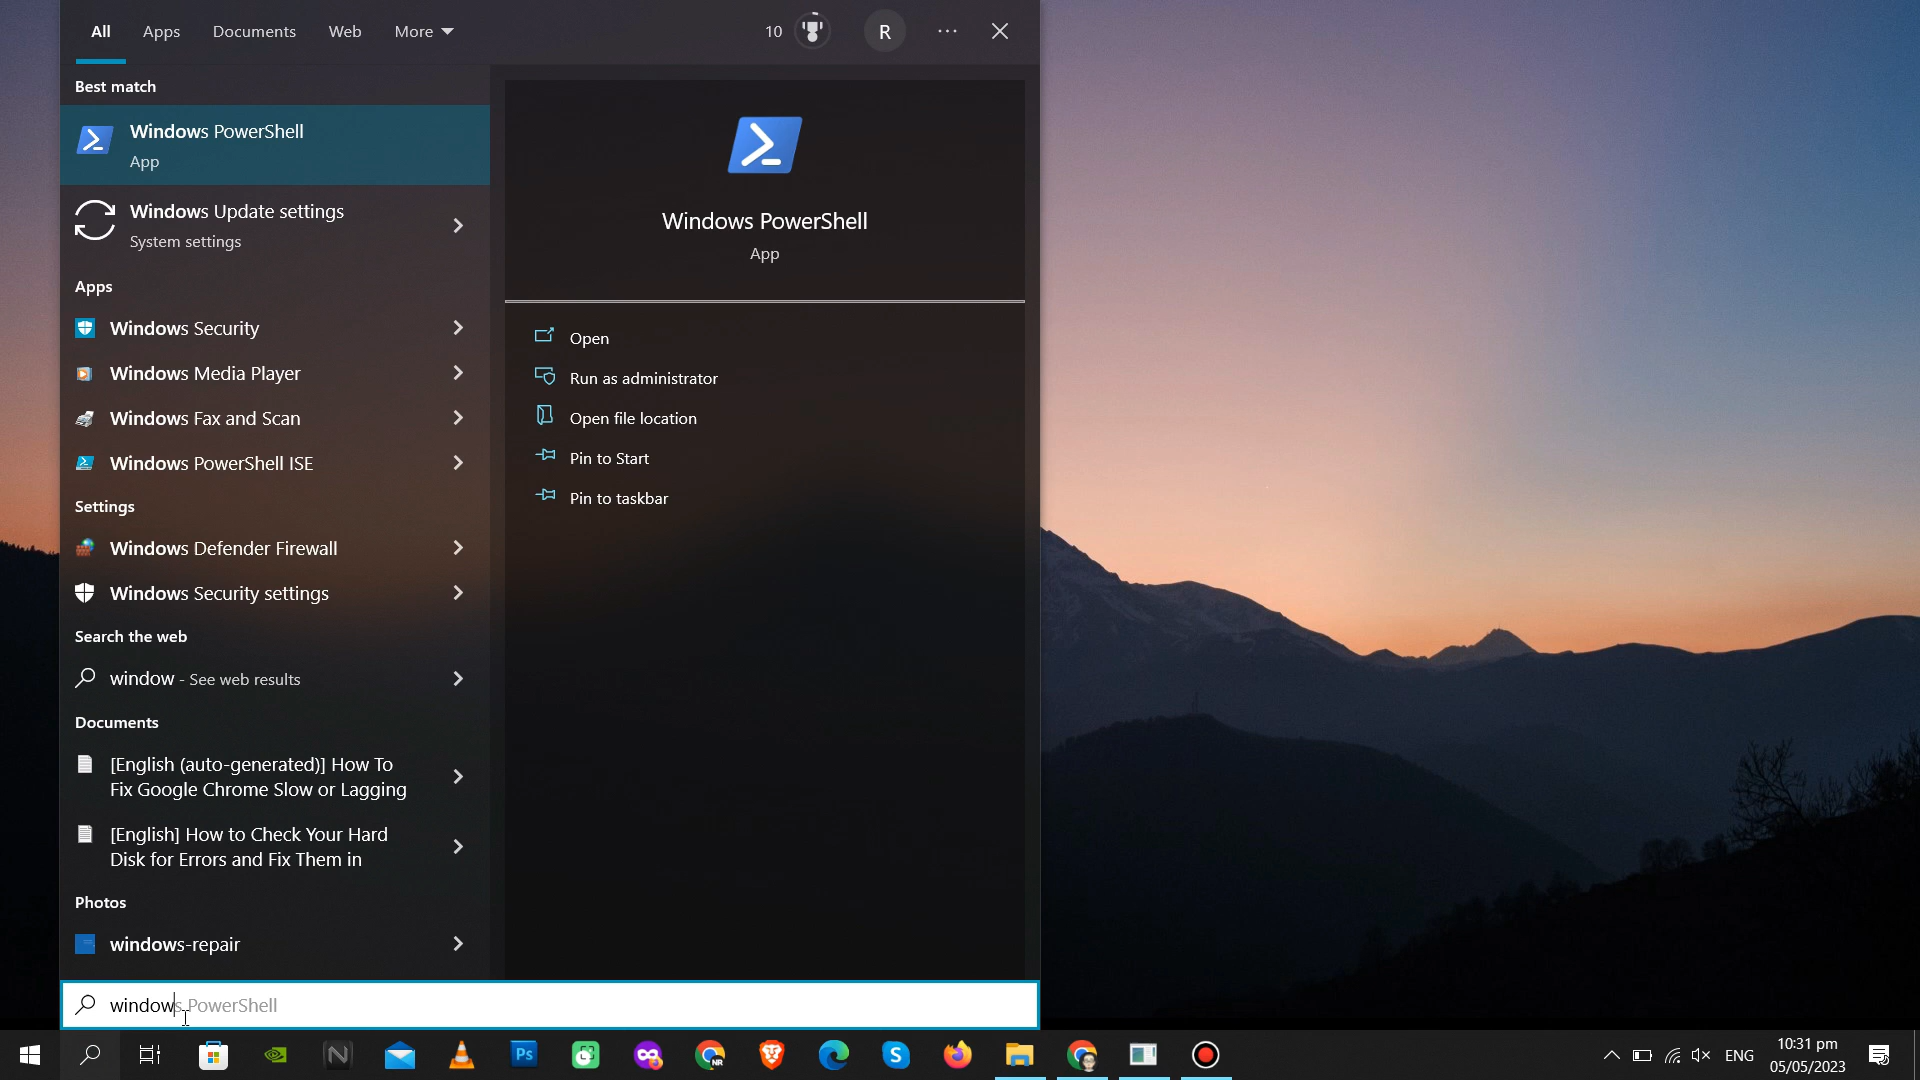 All Apps Documents Web More 10 R ...
Best match
Windows PowerShell
App
Windows Update settings
System settings
Apps
Windows Security
Windows Media Player
Windows Fax and Scan
Windows PowerShell ISE
Settings
Windows Defender Firewall
Windows Security settings
Search the web
window - See web results
Documents
[English (auto-generated)] How To
Fix Google Chrome Slow or Lagging
[English] How to Check Your Hard
Disk for Errors and Fix Them in
Photos
windows-repair
Windows PowerShell
App
Open
Run as administrator
Open file location
Pin to Start
Pin to taskbar
windows PowerShell
N Ps NR S ENG
10:31 pm
05/05/2023